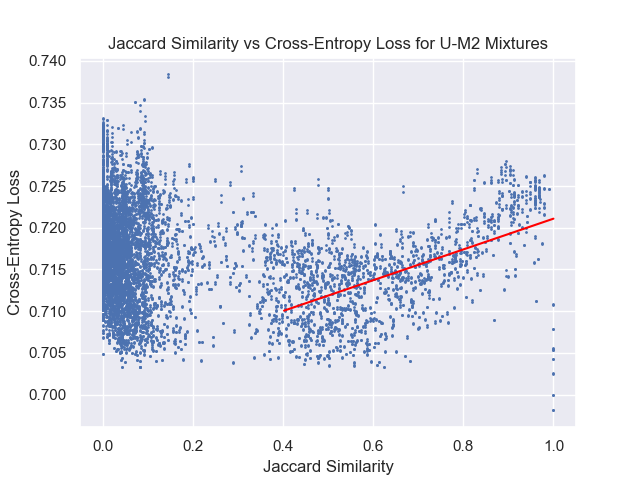 Jaccard Similarity vs Cross-Entropy Loss for U-M2 Mixtures
0.740
0.735
0.730
0.725
0.720
0.715
0.710
0.705
0.700
Cross-Entropy Loss
0.0 0.2 0.4 0.6 0.8 1.0
Jaccard Similarity